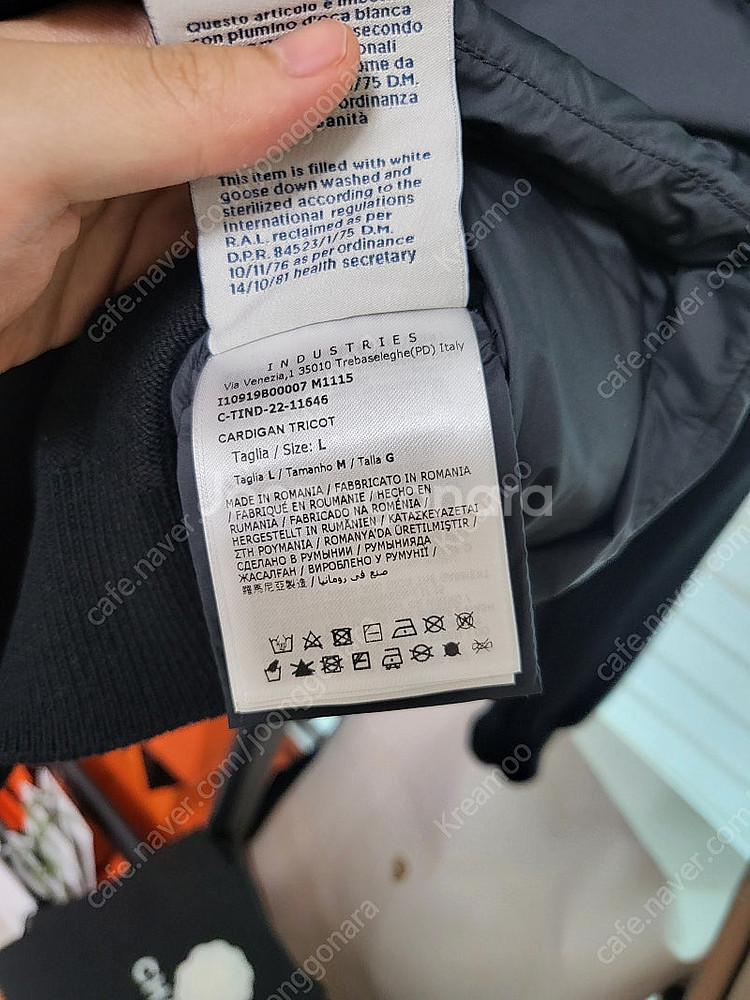 Questo articolo è
con plumino d'oca bianca
secondo
onali
ome da
/75 D.M.
ordinanza
sanità
This item is filled with white
goose down washed and
sterilized according to the
international regulations
R.A.L. reclaimed as per
D.P.R. 84523/1/75 D.M.
10/11/76 as per ordinance
14/10/81 health secretary
INDUSTRIES
Via Venezia,1 35010 Trebaseleghe(PD) Italy
I10919B00007 M1115
C-TIND-22-11646
CARDIGAN TRICOT
Taglia / Size: L
Taglia L / Tamanho M / Talla G
MADE IN ROMANIA / FABBRICATO IN ROMANIA
/ FABRIQUÉ EN ROUMANIE / HECHO EN
RUMANIA / FABRICADO NA ROMÉNIA /
HERGESTELLT IN RUMÄNIEN / ΚΑΤΑΣΚΕΥΑΖΕΤΑΙ
ΣΤΗ ΡΟΥΜΑΝΙΑ / ROMANYA'DA ÜRETILMIŞTIR /
СДЕЛАНО В РУМЫНИИ / РУМЫНИЯДА
ЖАСАЛҒАН / ВИРОБЛЕНО У РУМУНІЇ /
羅馬尼亞製造 / صنع في رومانيا
Joonggonara
cafe.naver.com/joonggonara
Kreamoo